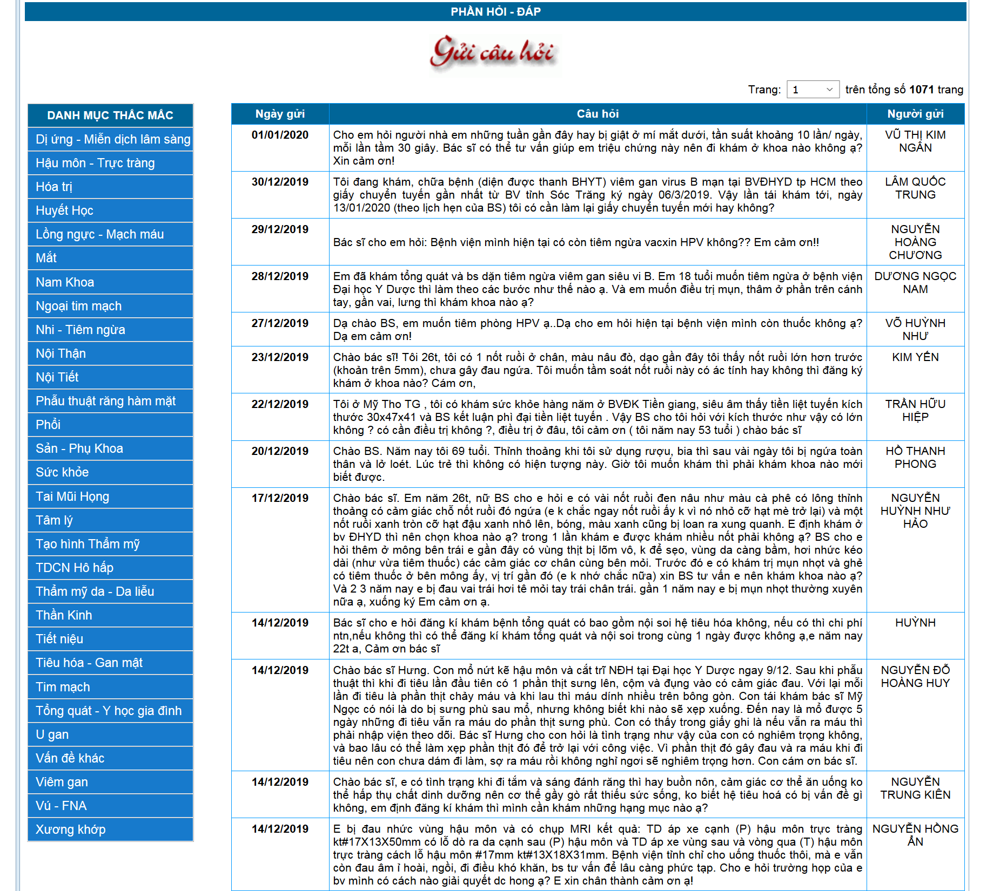 PHẦN HỎI - ĐÁP
Gửi câu hỏi
Trang: 1 trên tổng số 1071 trang
DANH MỤC THẮC MẮC
Dị ứng - Miễn dịch lâm sàng
Hậu môn - Trực tràng
Hóa trị
Huyết Học
Lồng ngực - Mạch máu
Mắt
Nam Khoa
Ngoại tim mạch
Nhi - Tiêm ngừa
Nội Thận
Nội Tiết
Phẫu thuật răng hàm mặt
Phổi
Sản - Phụ Khoa
Sức khỏe
Tai Mũi Họng
Tâm lý
Tạo hình Thẩm mỹ
TDCN Hô hấp
Thẩm mỹ da - Da liễu
Thần Kinh
Tiết niệu
Tiêu hóa - Gan mật
Tim mạch
Tổng quát - Y học gia đình
U gan
Vấn đề khác
Viêm gan
Vú - FNA
Xương khớp
Ngày gửi Câu hỏi Người gửi
01/01/2020
Cho em hỏi người nhà em những tuần gần đây hay bị giật ở mí mắt dưới, tần suất khoảng 10 lần/ ngày,
mỗi lần tầm 30 giây. Bác sĩ có thể tư vấn giúp em triệu chứng này nên đi khám ở khoa nào không ạ?
Xin cảm ơn!
VŨ THỊ KIM
NGÂN
30/12/2019
Tôi đang khám, chữa bệnh (diện được thanh BHYT) viêm gan virus B mạn tại BVĐHYD tp HCM theo
giấy chuyển tuyến gần nhất từ BV tỉnh Sóc Trăng ký ngày 06/3/2019. Vậy lần tái khám tới, ngày
13/01/2020 (theo lịch hẹn của BS) tôi có cần làm lại giấy chuyển tuyến mới hay không?
LÂM QUỐC
TRUNG
29/12/2019
Bác sĩ cho em hỏi: Bệnh viện mình hiện tại có còn tiêm ngừa vacxin HPV không?? Em cảm ơn!!
NGUYỄN
HOÀNG
CHƯƠNG
28/12/2019
Em đã khám tổng quát và bs dặn tiêm ngừa viêm gan siêu vi B. Em 18 tuổi muốn tiêm ngừa ở bệnh viện
Đại học Y Dược thì làm theo các bước như thế nào ạ. Và em muốn điều trị mụn, thâm ở phần trên cánh
tay, gần vai, lưng thì khám khoa nào ạ?
DƯƠNG NGỌC
NAM
27/12/2019
Dạ chào BS, em muốn tiêm phòng HPV ạ..Dạ cho em hỏi hiện tại bệnh viện mình còn thuốc không ạ?
Dạ em cảm ơn!
VÕ HUỲNH
NHƯ
23/12/2019
Chào bác sĩ! Tôi 26t, tôi có 1 nốt ruồi ở chân, màu nâu đò, dạo gần đây tôi thấy nốt ruồi lớn hơn trước
(khoản trên 5mm), chưa gây đau ngứa. Tôi muốn tầm soát nốt ruồi này có ác tính hay không thì đăng ký
khám ở khoa nào? Cám ơn,
KIM YẾN
22/12/2019
Tôi ở Mỹ Tho TG , tôi có khám sức khỏe hàng năm ở BVĐK Tiền giang, siêu âm thấy tiền liệt tuyến kích
thước 30x47x41 và BS kết luận phì đại tiền liệt tuyến . Vậy BS cho tôi hỏi với kích thước như vậy có lớn
không ? có cần điều trị không ?, điều trị ở đâu, tôi cảm ơn ( tôi năm nay 53 tuổi ) chào bác sĩ
TRẦN HỮU
HIỆP
20/12/2019
Chào BS. Năm nay tôi 69 tuổi. Thỉnh thoảng khi tôi sử dụng rượu, bia thì sau vài ngày tôi bị ngứa toàn
thân và lở loét. Lúc trẻ thì không có hiện tượng này. Giờ tôi muốn khám thì phải khám khoa nào mới
biết được.
HỒ THANH
PHONG
17/12/2019
Chào bác sĩ. Em năm 26t, nữ BS cho e hỏi e có vài nốt ruồi đen nâu như màu cà phê có lông thỉnh
thoảng có cảm giác chỗ nốt ruồi đó ngứa (e k chắc ngay nốt ruồi ấy k vì nó nhỏ cỡ hạt mè trở lại) và một
nốt ruồi xanh tròn cỡ hạt đậu xanh nhô lên, bóng, màu xanh cũng bị loan ra xung quanh. E định khám ở
bv ĐHYD thì nên chọn khoa nào ạ? trong 1 lần khám e được khám nhiều nốt phải không ạ? BS cho e
hỏi thêm ở mông bên trái e gần đây có vùng thịt bị lõm vô, k để sẹo, vùng da càng bầm, hơi nhức kéo
dài (như vừa tiêm thuốc) các cảm giác cơ chân cùng bên mỏi. Trước đó e có khám trị mụn nhọt và ghẻ
có tiêm thuốc ở bên mông ấy, vị trí gần đó (e k nhớ chắc nữa) xin BS tư vấn e nên khám khoa nào ạ?
Và 2 3 năm nay e bị đau vai trái hơi tê mỏi tay trái chân trái. gần 1 năm nay e bị mụn nhọt thường xuyên
nữa ạ, xuống ký Em cảm ơn ạ.
NGUYỄN
HUỲNH NHƯ
HẢO
14/12/2019
Bác sĩ cho e hỏi đăng kí khám bệnh tổng quát có bao gồm nội soi hệ tiêu hóa không, nếu có thì chi phí
ntn,nếu không thì có thể đăng kí khám tổng quát và nội soi trong cùng 1 ngày được không ạ,e năm nay
22t a, Cảm ơn bác sĩ
HUỲNH
14/12/2019
Chào bác sĩ Hưng. Con mổ nứt kẽ hậu môn và cắt trĩ NĐH tại Đại học Y Dược ngay 9/12. Sau khi phẫu
thuật thì khi đi tiêu lần đầu tiên có 1 phần thịt sưng lên, cộm và đụng vào có cảm giác đau. Với lại mỗi
lần đi tiêu là phần thịt chảy máu và khi lau thì máu dính nhiều trên bông gòn. Con tái khám bác sĩ Mỹ
Ngọc có nói là do bị sưng phù sau mổ, nhưng không biết khi nào sẽ xẹp xuống. Đến nay là mổ được 5
ngày những đi tiêu vẫn ra máu do phần thịt sưng phù. Con có thấy trong giấy ghi là nếu vẫn ra máu thì
phải nhập viện theo dõi. Bác sĩ Hưng cho con hỏi là tình trạng như vậy của con có nghiêm trọng không,
và bao lâu có thể làm xẹp phần thịt đó để trở lại với công việc. Vì phần thịt đó gây đau và ra máu khi đi
tiêu nên con chưa dám đi làm, sợ ra máu rồi không nghỉ ngơi sẽ nghiêm trọng hơn. Con cám ơn bác sĩ.
NGUYỄN ĐỖ
HOÀNG HUY
14/12/2019
Chào bác sĩ, e có tình trạng khi đi tắm và sáng đánh răng thì hay buồn nôn, cảm giác cơ thể ăn uống ko
thể hấp thụ chất dinh dưỡng nên cơ thể gầy gò rất thiếu sức sống, ko biết hệ tiêu hoá có bị vấn đề gì
không, em định đăng kí khám thì mình cần khám những hạng mục nào ạ?
NGUYỄN
TRUNG KIÊN
14/12/2019
E bị đau nhức vùng hậu môn và có chụp MRI kết quả: TD áp xe cạnh (P) hậu môn trực tràng
kt#17X13X50mm có lỗ dò ra da cạnh sau (P) hậu môn và TD áp xe vùng sau và vòng qua (T) hậu môn
trực tràng cách lỗ hậu môn #17mm kt#13X18X31mm. Bệnh viện tỉnh chỉ cho uống thuốc thôi, mà e vẫn
còn đau âm ỉ hoài, ngồi, đi điều khó khăn, bs tư vấn để lâu càng phức tạp. Cho e hỏi trường họp của e
bv mình có cách nào giải quyết dc hong ạ? E xin chân thành cảm ơn ạ!
NGUYỄN HỒNG
ẨN